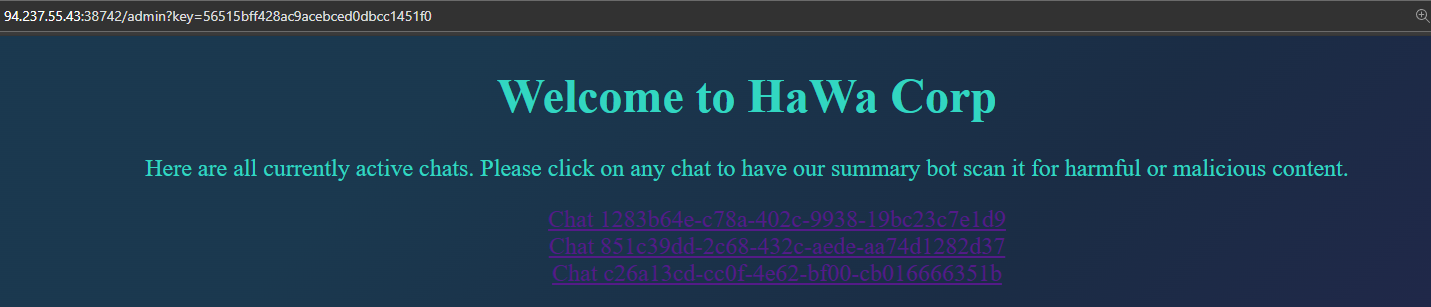 94.237.55.43:38742/admin?key=56515bff428ac9acebced0dbcc1451f0
Welcome to HaWa Corp
Here are all currently active chats. Please click on any chat to have our summary bot scan it for harmful or malicious content.
Chat 1283b64e-c78a-402c-9938-19bc23c7e1d9
Chat 851c39dd-2c68-432c-aede-aa74d1282d37
Chat c26a13cd-cc0f-4e62-bf00-cb016666351b